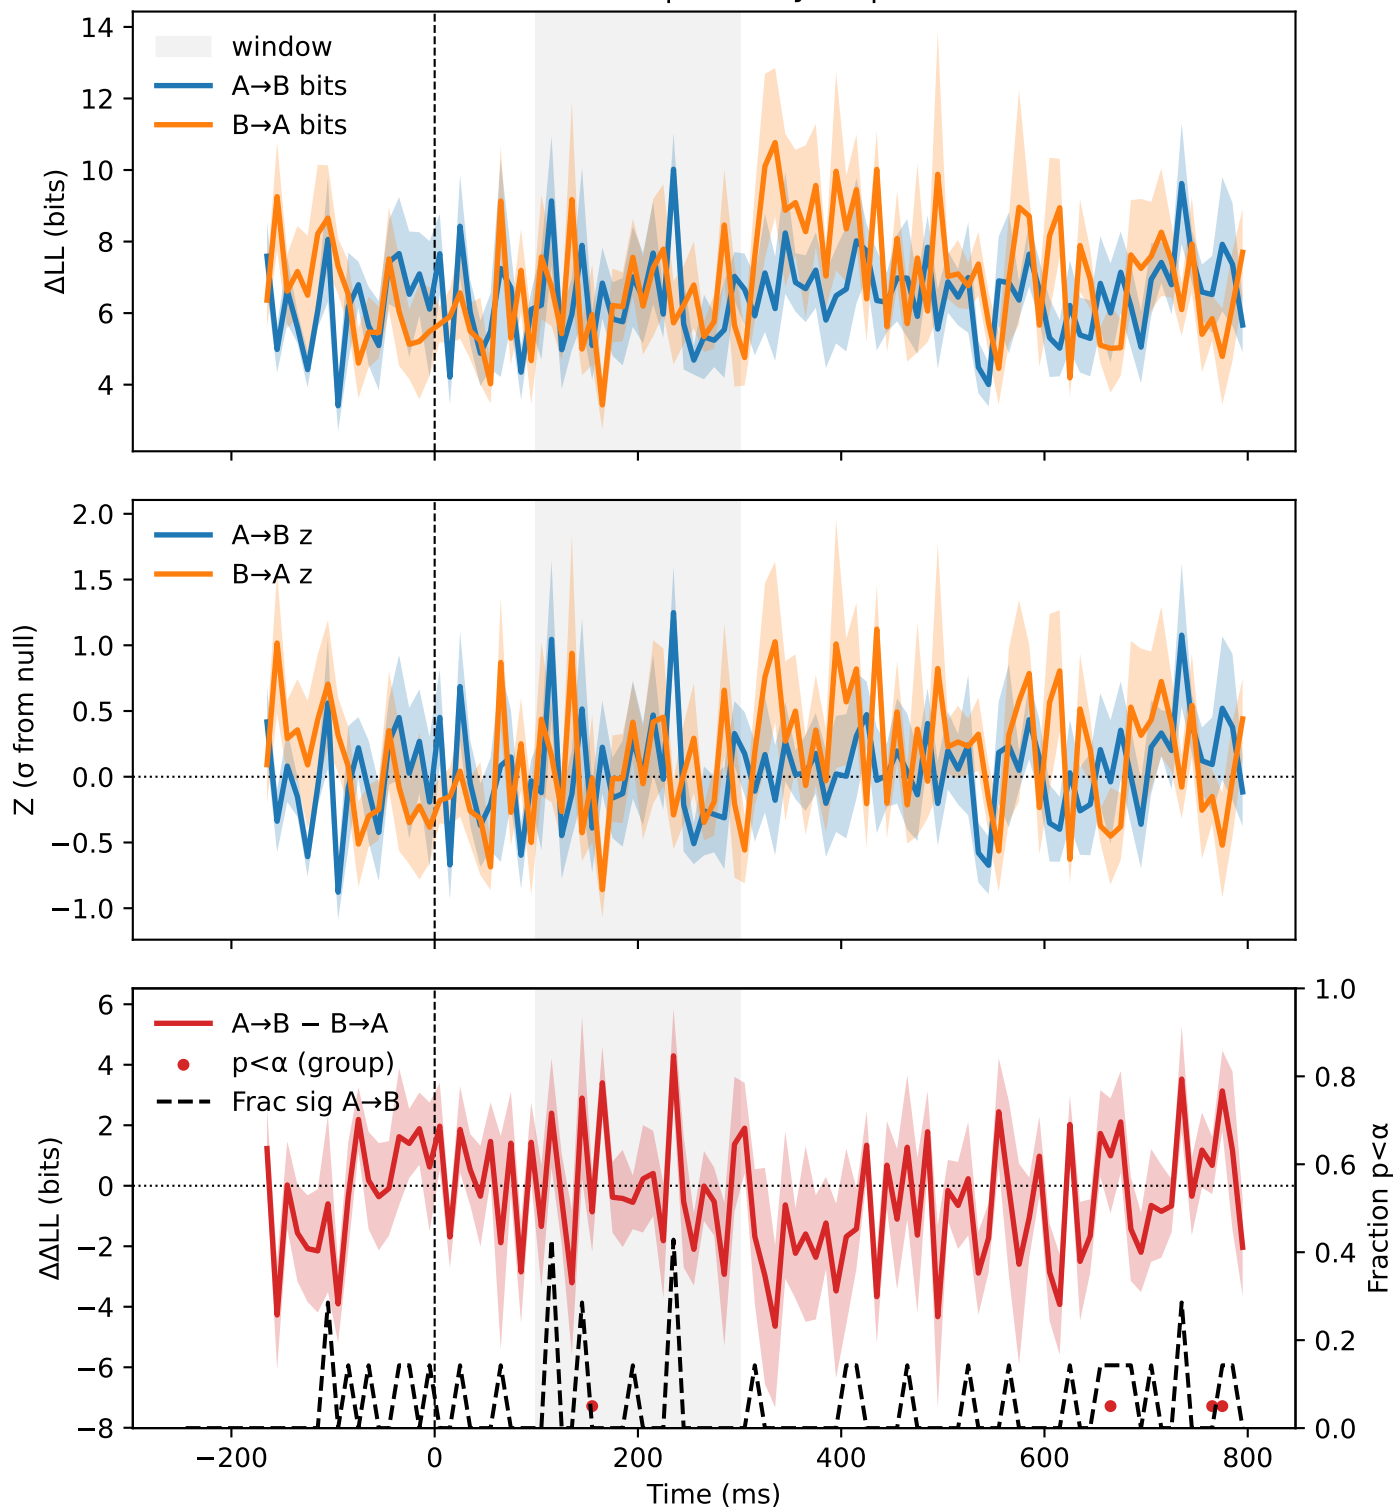 14
12
10
8
6
4
ΔLL (bits)
window
A→B bits
B→A bits
2.0
1.5
1.0
0.5
0.0
−0.5
−1.0
Z (σ from null)
A→B z
B→A z
6
4
2
0
−2
−4
−6
−8
ΔΔLL (bits)
A→B − B→A
p<α (group)
Frac sig A→B
1.0
0.8
0.6
0.4
0.2
0.0
Fraction p<α
−200
0
200
400
600
800
Time (ms)